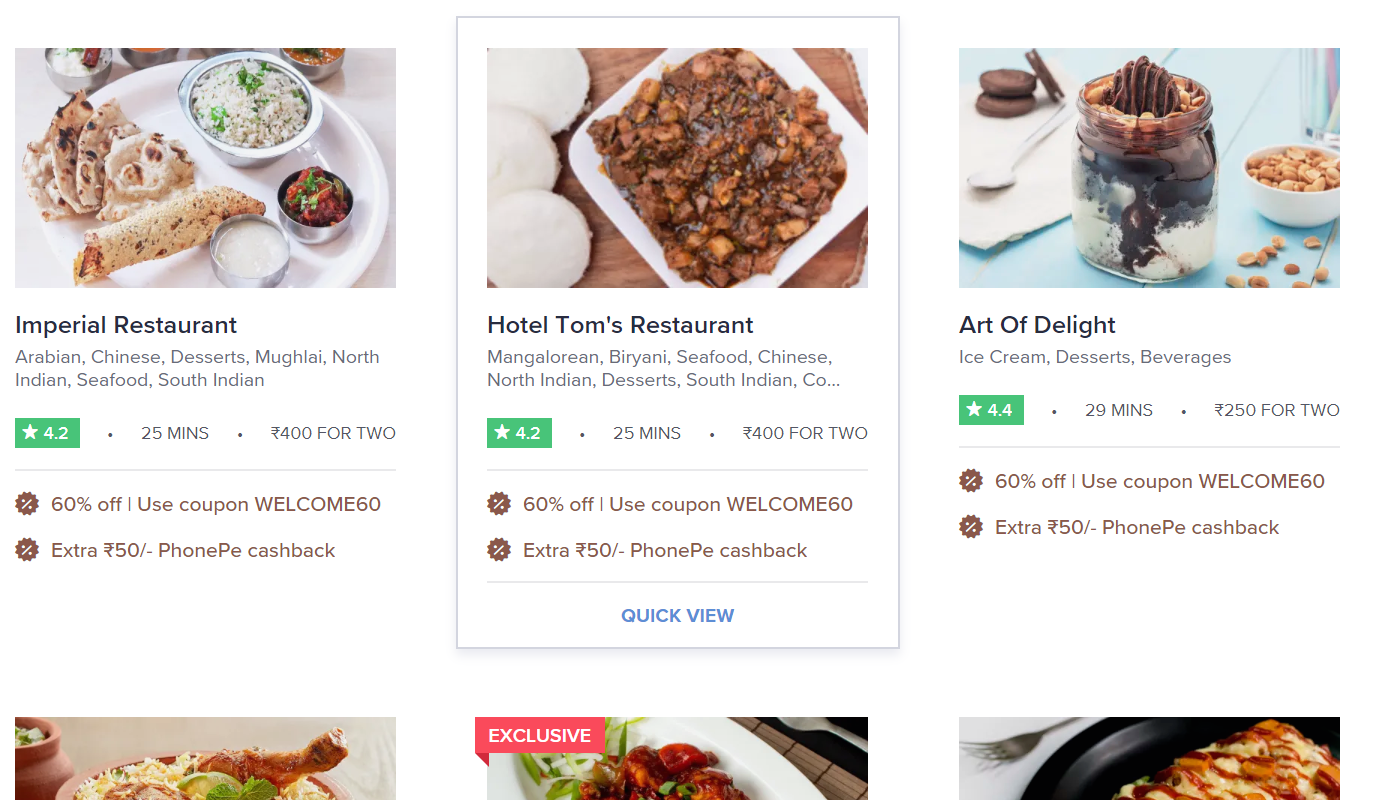 Imperial Restaurant
Arabian, Chinese, Desserts, Mughlai, North
Indian, Seafood, South Indian
★ 4.2 • 25 MINS • ₹400 FOR TWO
60% off | Use coupon WELCOME60
Extra ₹50/- PhonePe cashback
Hotel Tom's Restaurant
Mangalorean, Biryani, Seafood, Chinese,
North Indian, Desserts, South Indian, Co...
★ 4.2 • 25 MINS • ₹400 FOR TWO
60% off | Use coupon WELCOME60
Extra ₹50/- PhonePe cashback
QUICK VIEW
Art Of Delight
Ice Cream, Desserts, Beverages
★ 4.4 • 29 MINS • ₹250 FOR TWO
60% off | Use coupon WELCOME60
Extra ₹50/- PhonePe cashback
EXCLUSIVE